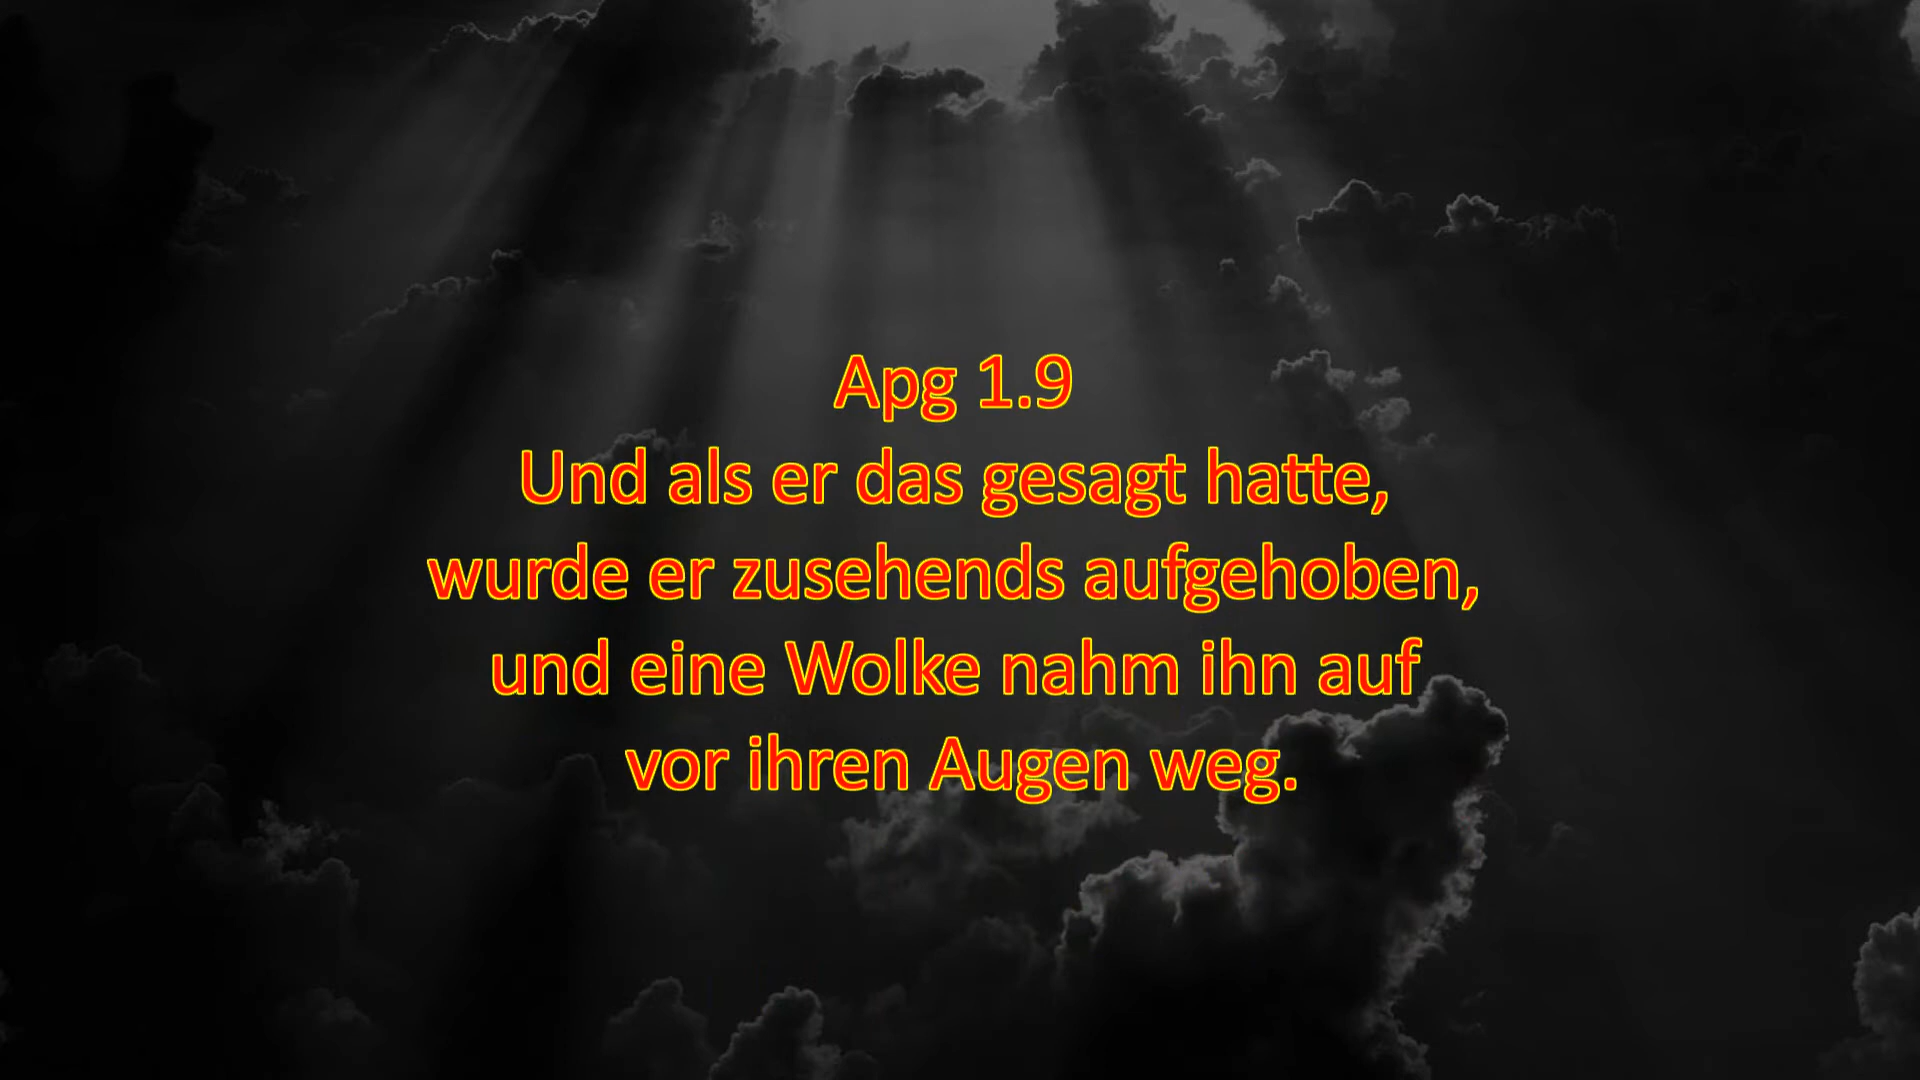 Apg 1.9
Und als er das gesagt hatte,
wurde er zusehends aufgehoben,
und eine Wolke nahm ihn auf
vor ihren Augen weg.